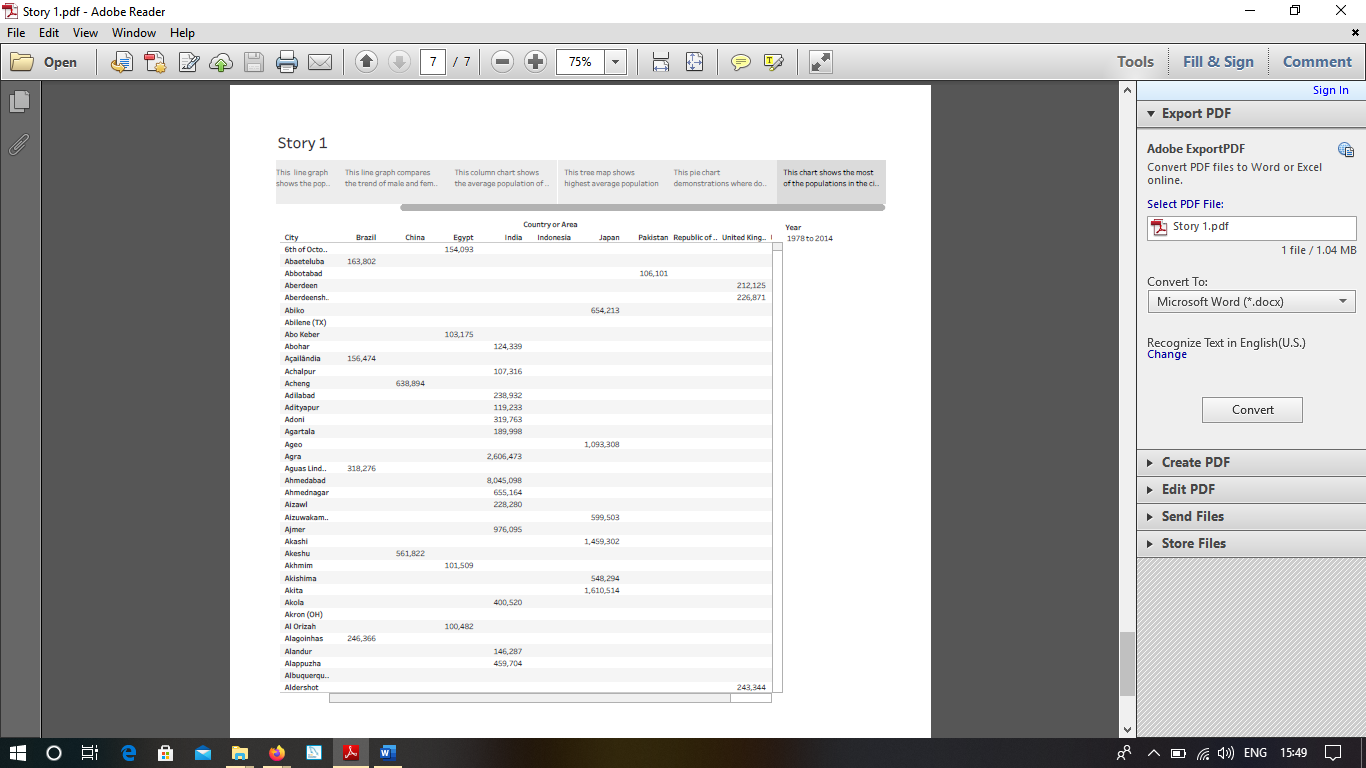 Story 1.pdf - Adobe Reader
File Edit View Window Help
Open 7 / 7 75% Tools Fill & Sign Comment
Sign In
Export PDF
Adobe ExportPDF
Convert PDF files to Word or Excel
online.
Select PDF File:
Story 1.pdf
1 file / 1.04 MB
Convert To:
Microsoft Word (*.docx)
Recognize Text in English(U.S.)
Change
Convert
Create PDF
Edit PDF
Send Files
Store Files
Story 1
This line graph
shows the pop..
This line graph compares
the trend of male and fem..
This column chart shows
the average population of ..
This tree map shows
highest average population
This pie chart
demonstrations where do..
This chart shows the most
of the populations in the ci..
Country or Area
City Brazil China Egypt India Indonesia Japan Pakistan Republic of .. United King..
Year
1978 to 2014
6th of Octo.. 154,093
Abaeteluba 163,802
Abbotabad 106,101
Aberdeen 212,125
Aberdeensh.. 226,871
Abiko 654,213
Abilene (TX)
Abo Keber 103,175
Abohar 124,339
Açailândia 156,474
Achalpur 107,316
Acheng 638,894
Adilabad 238,932
Adityapur 119,233
Adoni 319,763
Agartala 189,998
Ageo 1,093,308
Agra 2,606,473
Aguas Lind.. 318,276
Ahmedabad 8,045,098
Ahmednagar 655,164
Aizawl 228,280
Aizuwakam.. 599,503
Ajmer 976,095
Akashi 1,459,302
Akeshu 561,822
Akhmim 101,509
Akishima 548,294
Akita 1,610,514
Akola 400,520
Akron (OH)
Al Orizah 100,482
Alagoinhas 246,366
Alandur 146,287
Alappuzha 459,704
Albuquerqu..
Aldershot 243,344
ENG 15:49